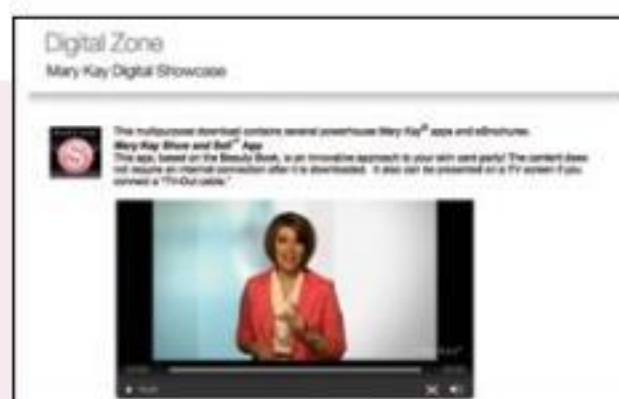 Digital Zone
Mary Kay Digital Showcase
This multipurpose download contains several powerhouse Mary Kay® apps and eBrochures.
Mary Kay Show and Sell™ App
This app, based on the Beauty Book, is an innovative approach to your skin care party! The content does
not require an internet connection after it is downloaded. It also can be presented on a TV screen if you
connect a "TV-Out cable."